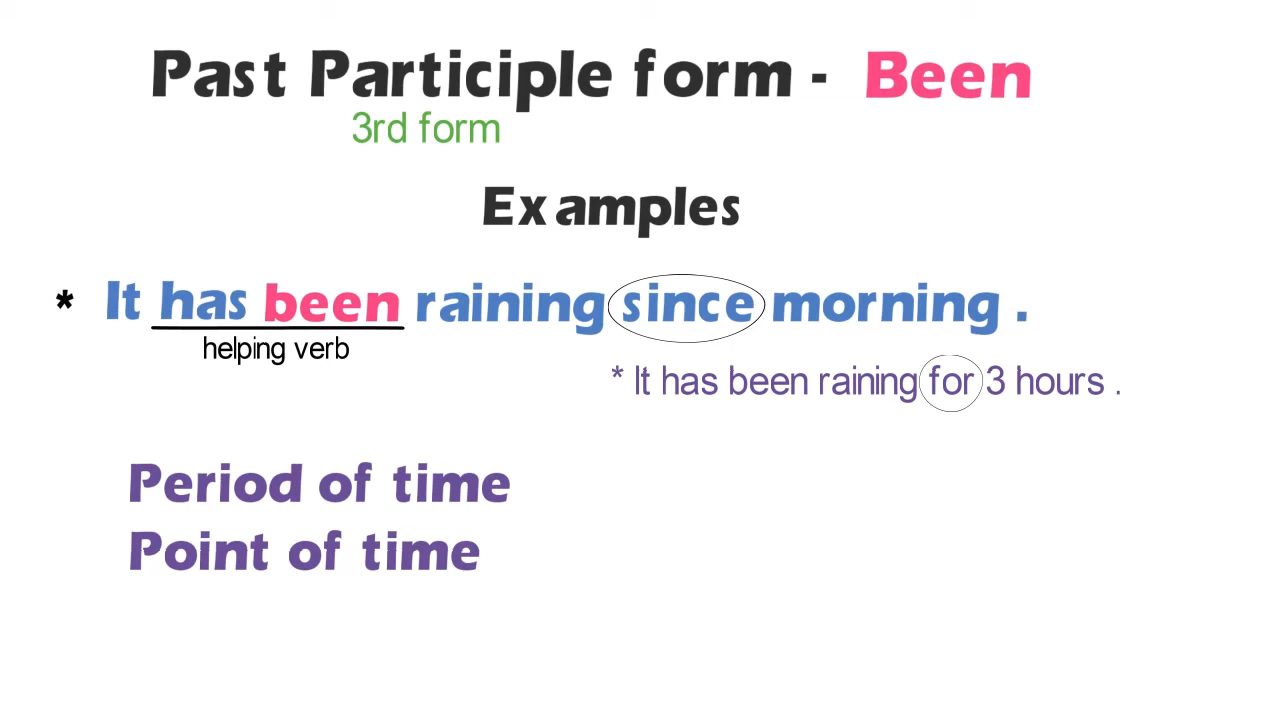 Past Participle form - Been
3rd form
Examples
* It has been raining since morning .
helping verb
* It has been raining for 3 hours .
Period of time
Point of time